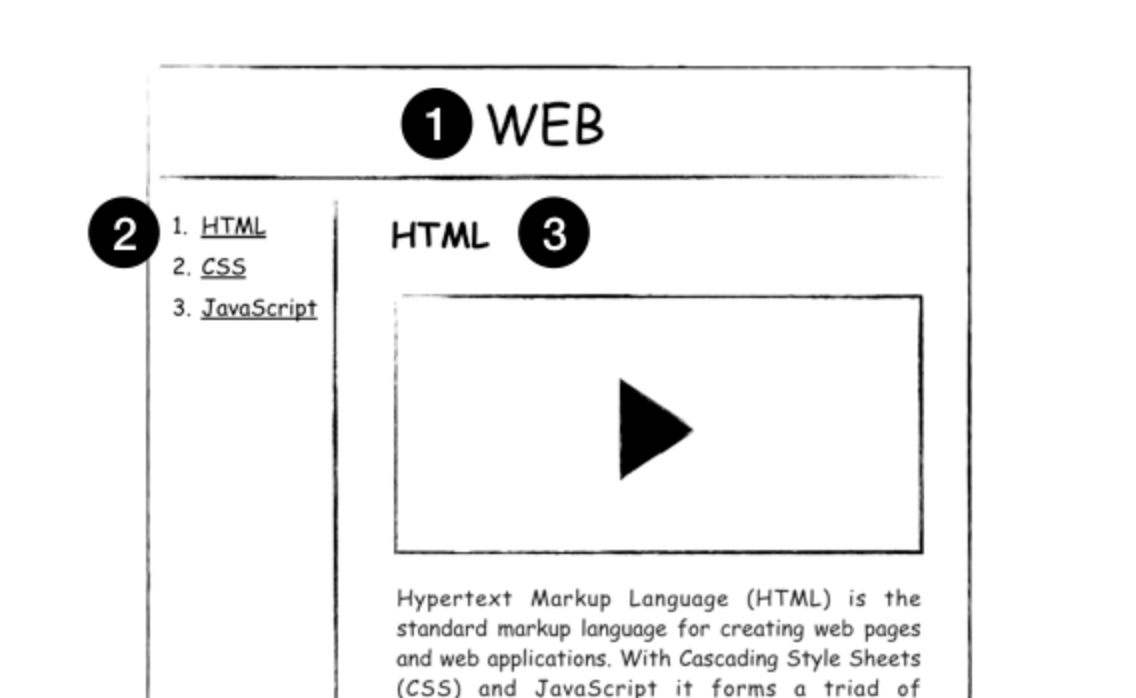 1 WEB
2
1. HTML
2. CSS
3. JavaScript
HTML 3
Hypertext Markup Language (HTML) is the
standard markup language for creating web pages
and web applications. With Cascading Style Sheets
(CSS) and JavaScript it forms a triad of